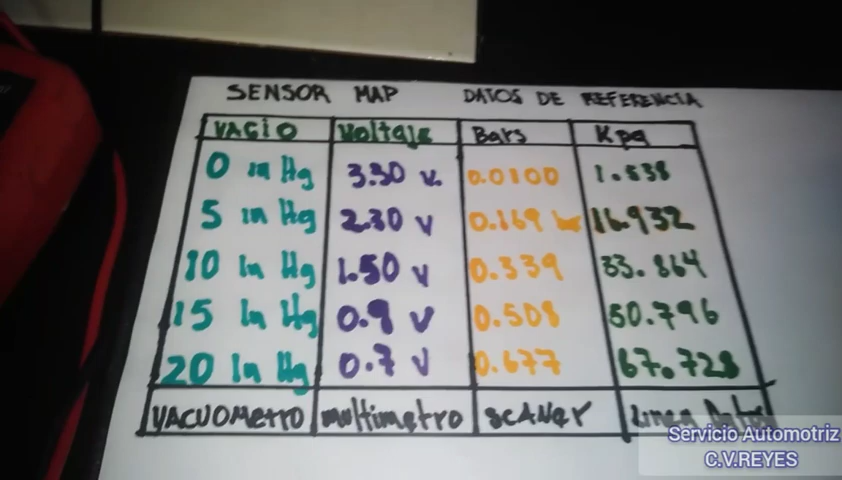 SENSOR MAP DATOS DE REFERENCIA
VACIO Voltaje Bars Kpa
0 in Hg 3.30 v. 0.0100 1.538
5 in Hg 2.30 v 0.169 16.932
10 in Hg 1.50 v 0.339 33.864
15 in Hg 0.9 v 0.508 50.796
20 in Hg 0.7 v 0.677 67.728
VACUOMetro multimetro scANer Linea
Servicio Automotriz
C.V.REYES